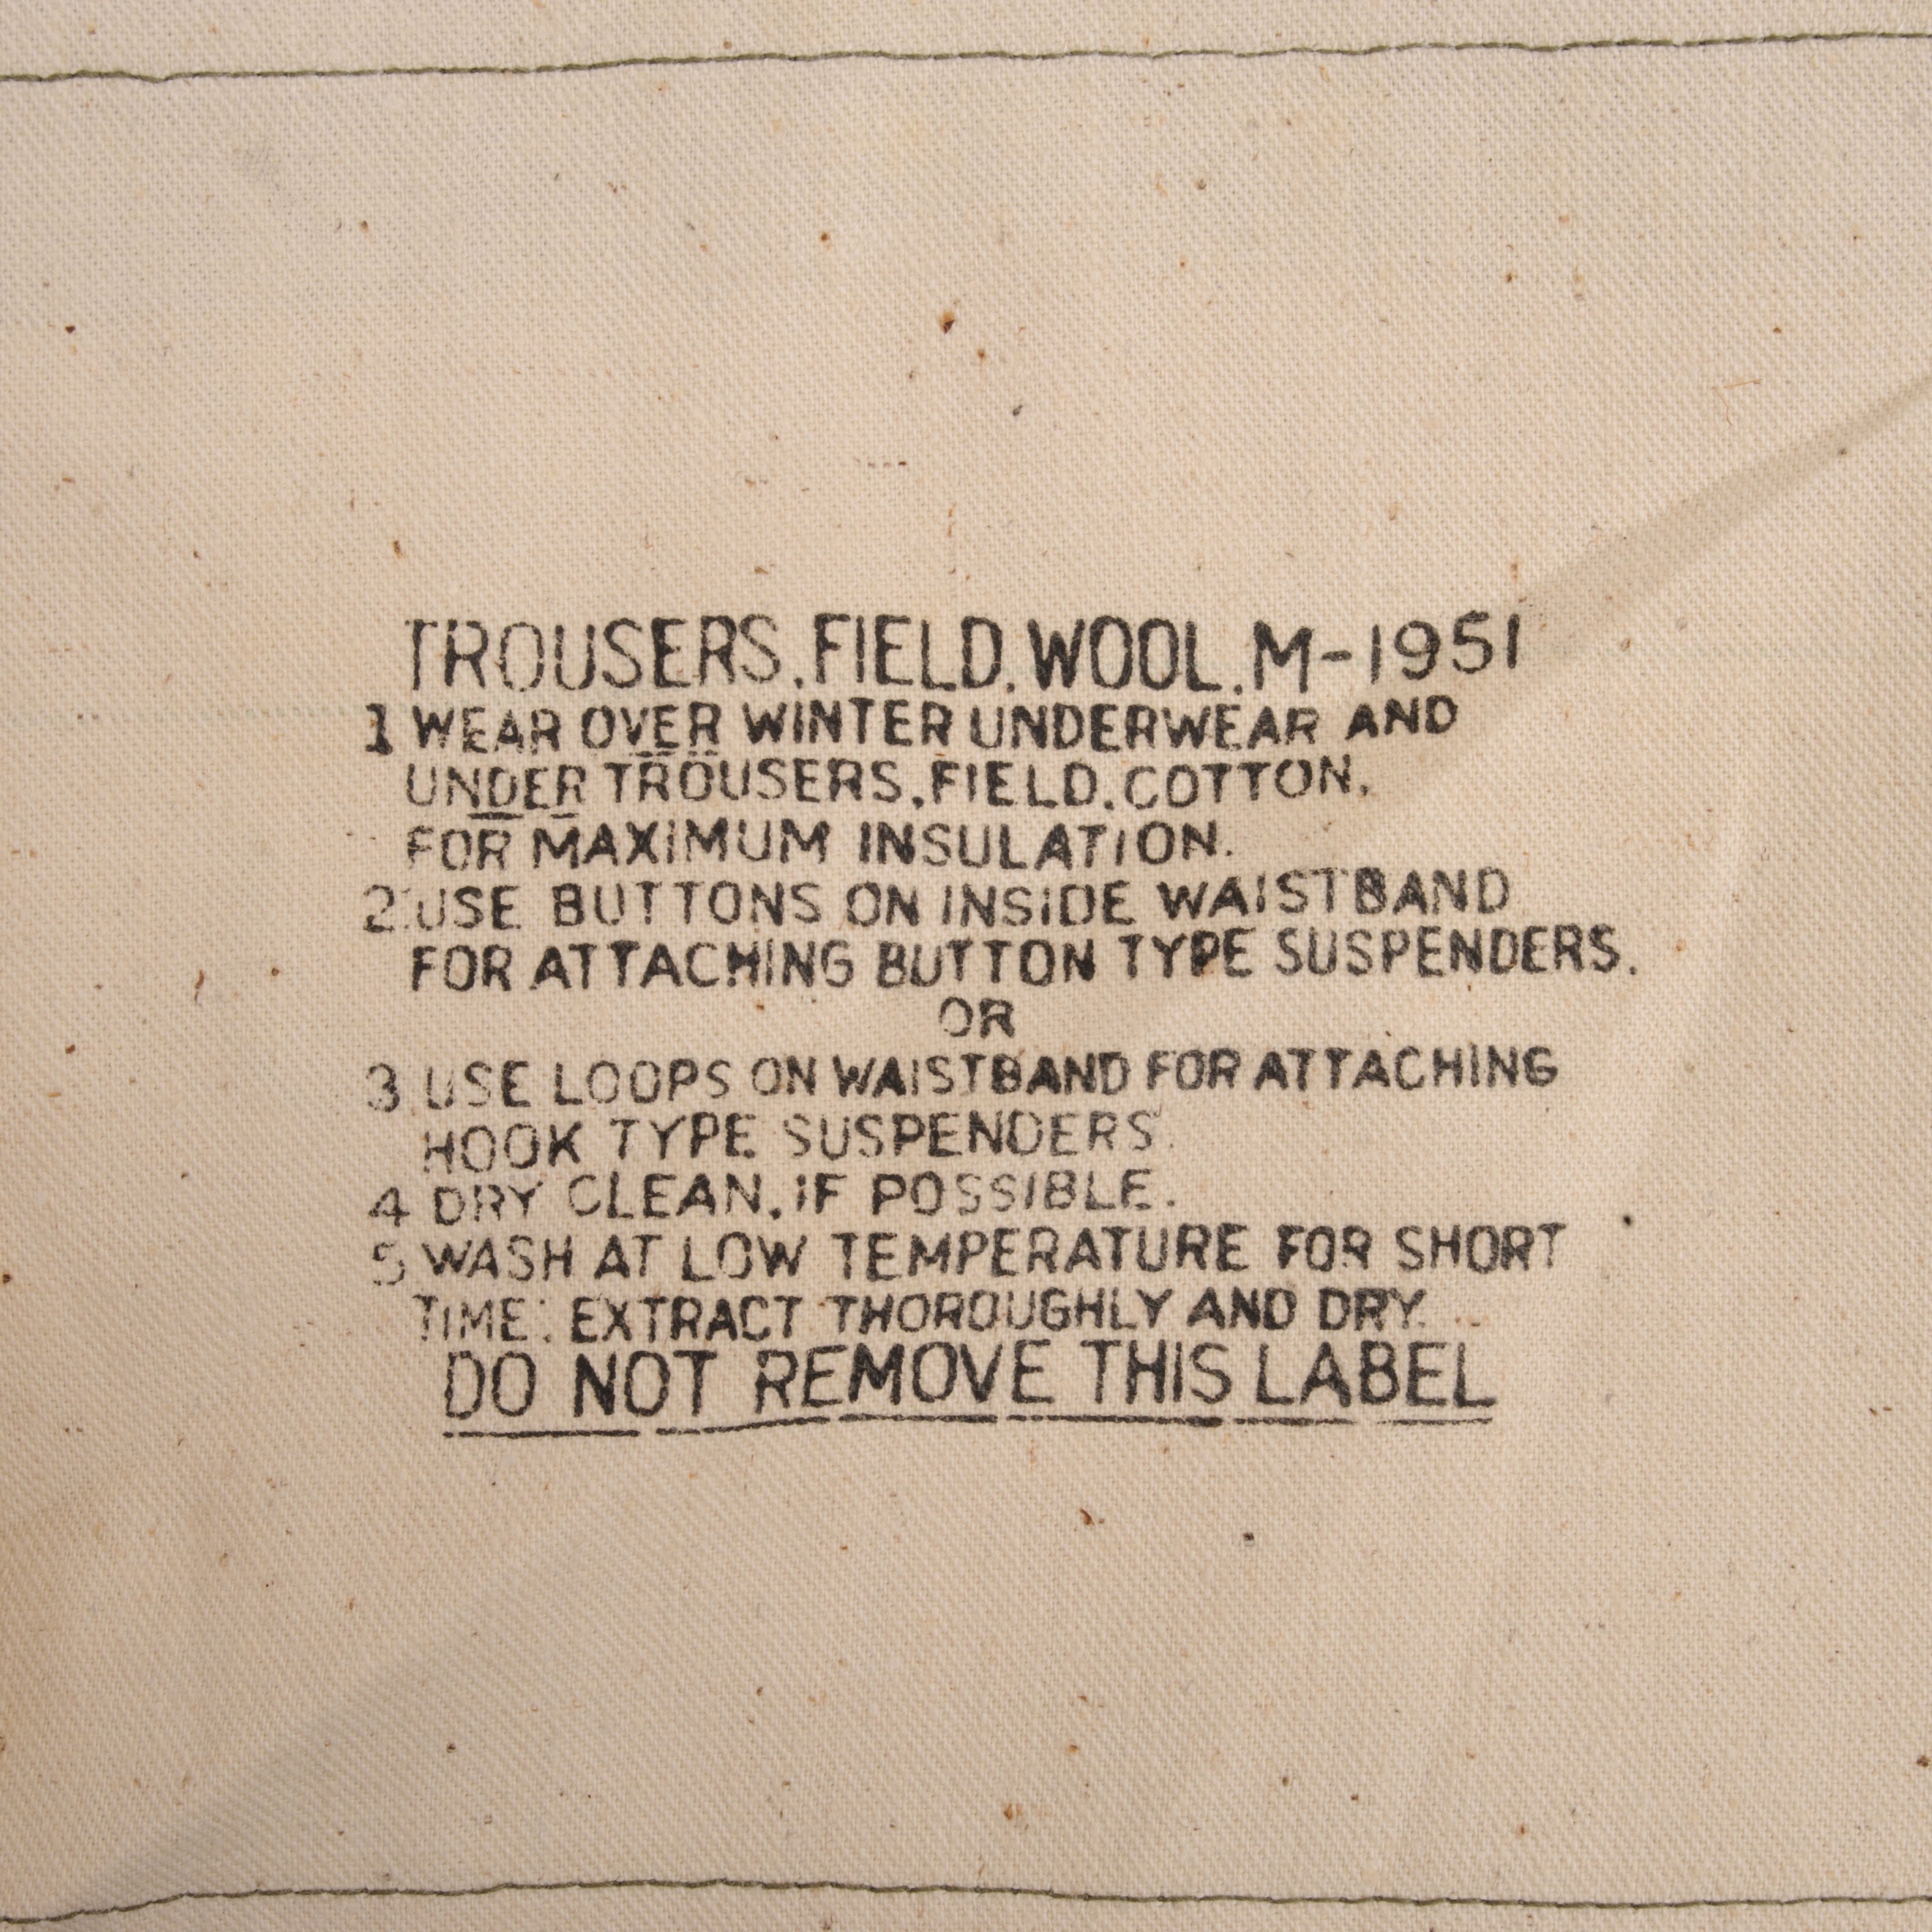 TROUSERS, FIELD, WOOL, M-1951
1 WEAR OVER WINTER UNDERWEAR AND
UNDER TROUSERS, FIELD, COTTON,
FOR MAXIMUM INSULATION.
2 USE BUTTONS ON INSIDE WAISTBAND
FOR ATTACHING BUTTON TYPE SUSPENDERS.
OR
3 USE LOOPS ON WAISTBAND FOR ATTACHING
HOOK TYPE SUSPENDERS.
4 DRY CLEAN, IF POSSIBLE.
5 WASH AT LOW TEMPERATURE FOR SHORT
TIME: EXTRACT THOROUGHLY AND DRY.
DO NOT REMOVE THIS LABEL